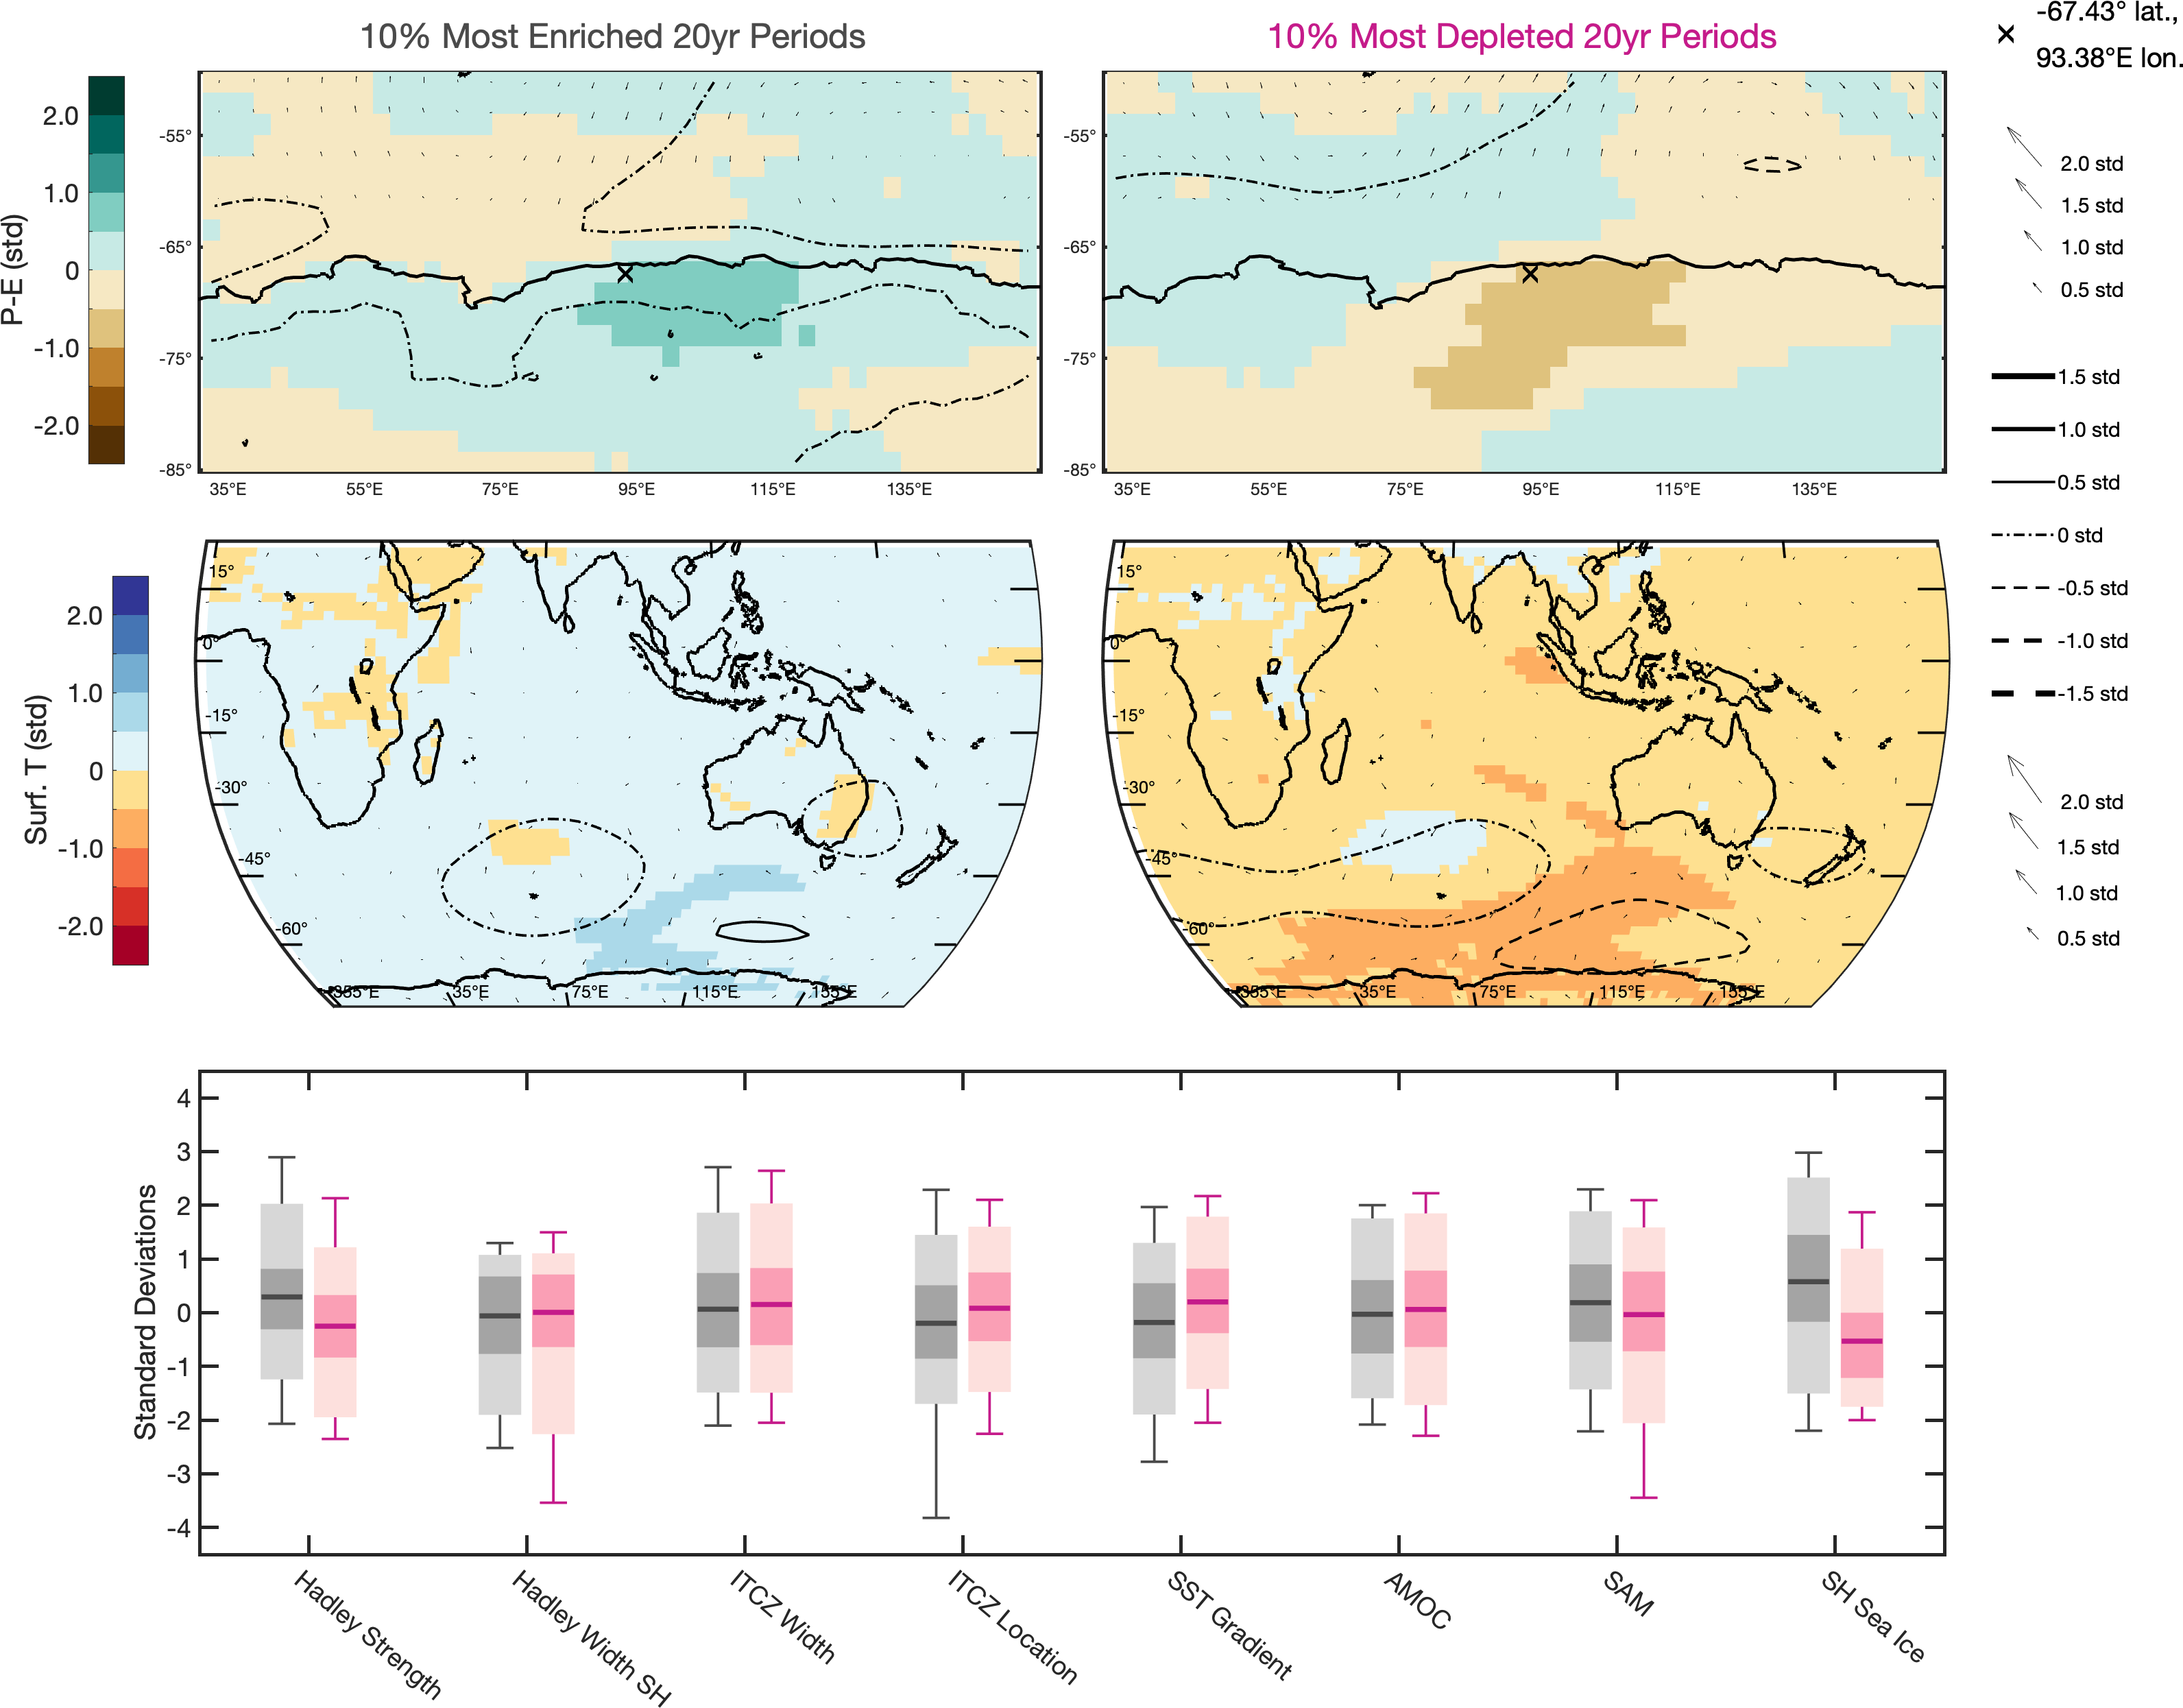 10% Most Enriched 20yr Periods
10% Most Depleted 20yr Periods
-67.43° lat.,
93.38°E lon.
P-E (std)
2.0
1.0
0
-1.0
-2.0
-55°
-65°
-75°
-85°
35°E 55°E 75°E 95°E 115°E 135°E
-55°
-65°
-75°
-85°
35°E 55°E 75°E 95°E 115°E 135°E
2.0 std
1.5 std
1.0 std
0.5 std
1.5 std
1.0 std
0.5 std
0 std
-0.5 std
-1.0 std
-1.5 std
2.0 std
1.5 std
1.0 std
0.5 std
Surf. T (std)
2.0
1.0
0
-1.0
-2.0
15°
0°
-15°
-30°
-45°
-60°
355°E 35°E 75°E 115°E 155°E
15°
0°
-15°
-30°
-45°
-60°
355°E 35°E 75°E 115°E 155°E
Standard Deviations
4
3
2
1
0
-1
-2
-3
-4
Hadley Strength
Hadley Width SH
ITCZ Width
ITCZ Location
SST Gradient
AMOC
SAM
SH Sea Ice